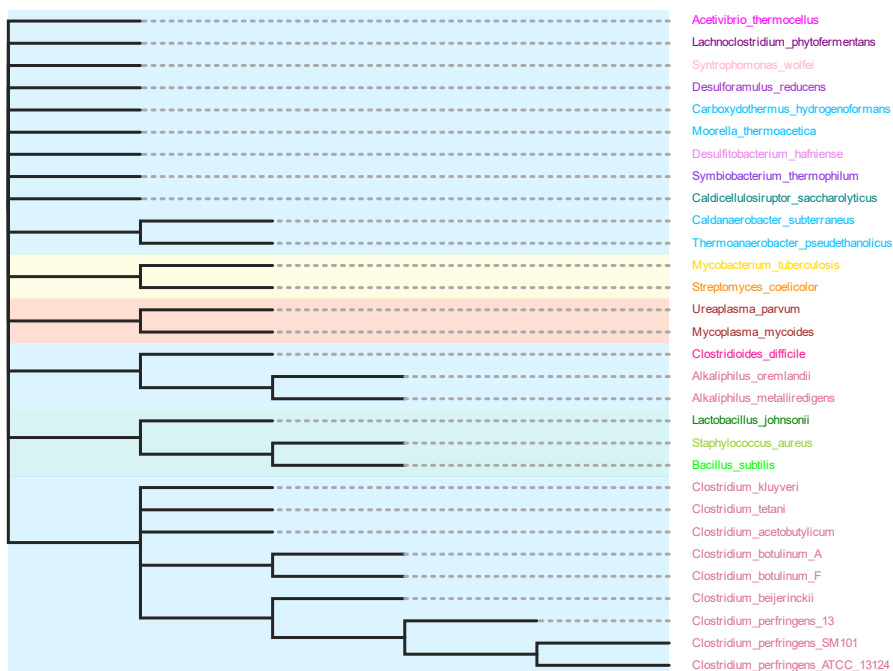 Acetivibrio_thermocellus
Lachnoclostridium_phytofermentans
Syntrophomonas_wolfei
Desulforamulus_reducens
Carboxydothermus_hydrogenoformans
Moorella_thermoacetica
Desulfitobacterium_hafniense
Symbiobacterium_thermophilum
Caldicellulosiruptor_saccharolyticus
Caldanaerobacter_subterraneus
Thermoanaerobacter_pseudethanolicus
Mycobacterium_tuberculosis
Streptomyces_coelicolor
Ureaplasma_parvum
Mycoplasma_mycoides
Clostridioides_difficile
Alkaliphilus_oremlandii
Alkaliphilus_metalliredigens
Lactobacillus_johnsonii
Staphylococcus_aureus
Bacillus_subtilis
Clostridium_kluyveri
Clostridium_tetani
Clostridium_acetobutylicum
Clostridium_botulinum_A
Clostridium_botulinum_F
Clostridium_beijerinckii
Clostridium_perfringens_13
Clostridium_perfringens_SM101
Clostridium_perfringens_ATCC_13124